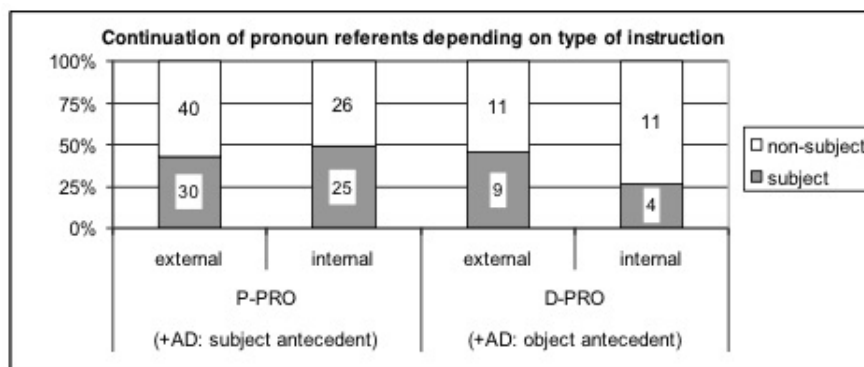 Continuation of pronoun referents depending on type of instruction
100%
75%
50%
25%
0%
40
26
11
11
30
25
9
4
non-subject
subject
external
internal
external
internal
P-PRO
D-PRO
(+AD: subject antecedent)
(+AD: object antecedent)